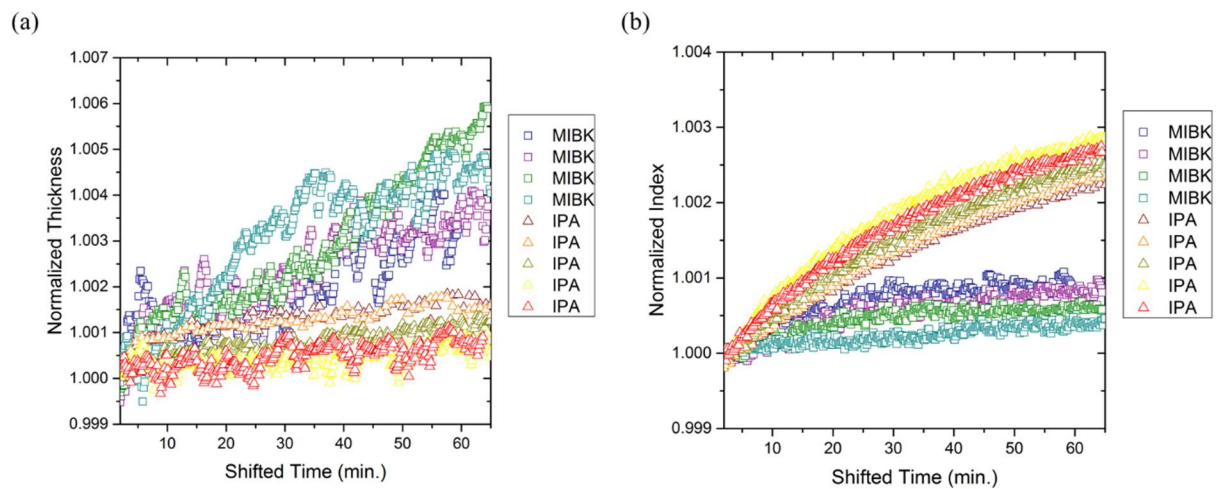 (a)
(b)
Normalized Thickness
1.007
1.006
1.005
1.004
1.003
1.002
1.001
1.000
0.999
10 20 30 40 50 60
Shifted Time (min.)
MIBK
MIBK
MIBK
MIBK
IPA
IPA
IPA
IPA
IPA
Normalized Index
1.004
1.003
1.002
1.001
1.000
0.999
10 20 30 40 50 60
Shifted Time (min.)
MIBK
MIBK
MIBK
MIBK
IPA
IPA
IPA
IPA
IPA